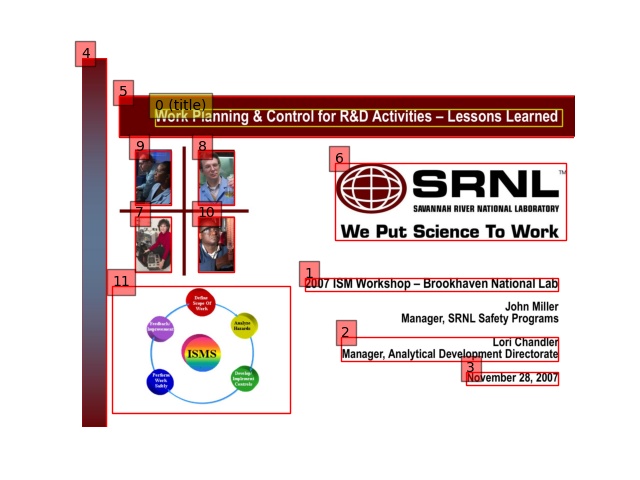 4
5
0 (title)
Work Planning & Control for R&D Activities – Lessons Learned
9
8
6
SRNL™
SAVANNAH RIVER NATIONAL LABORATORY
We Put Science To Work
7
10
11
1
2007 ISM Workshop – Brookhaven National Lab
Define
Scope Of
Work
Feedback/
Improvement
Analyze
Hazards
John Miller
Manager, SRNL Safety Programs
2
ISMS
Lori Chandler
Manager, Analytical Development Directorate
3
Perform
Work
Safely
Develop/
Implement
Controls
November 28, 2007